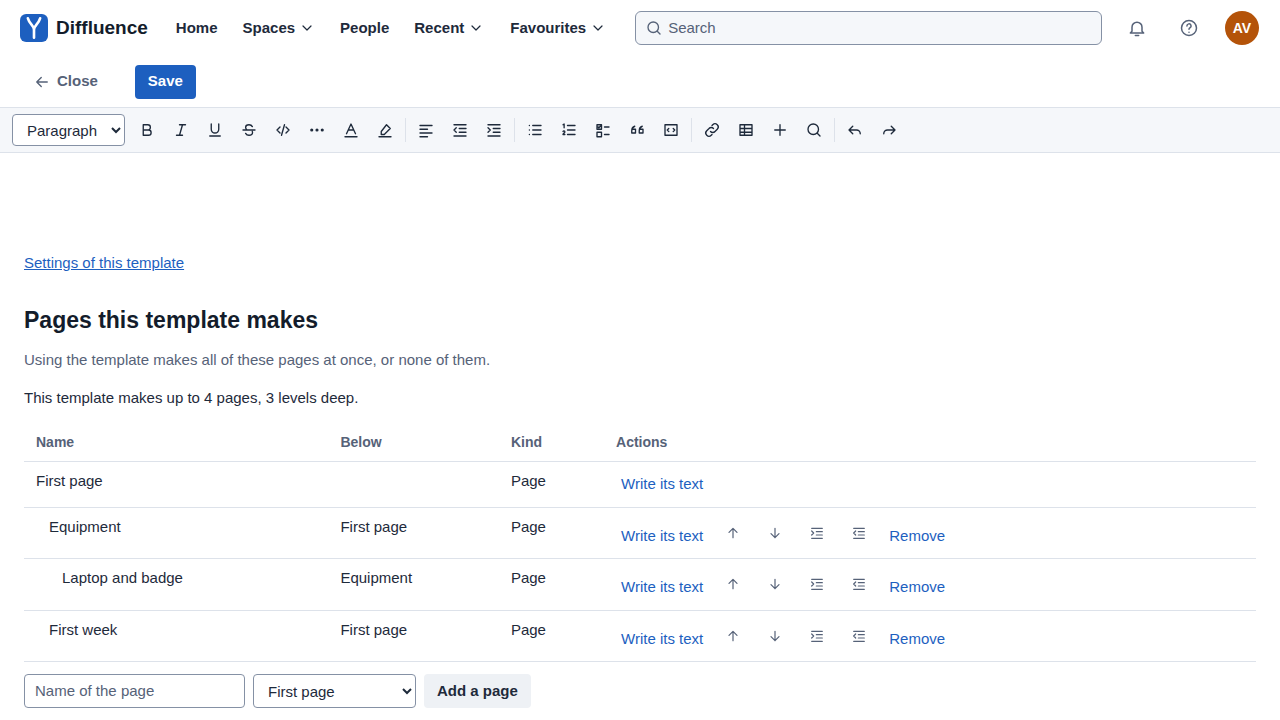 Diffluence Home Spaces People Recent Favourites Search AV
Close Save
Paragraph
Settings of this template
Pages this template makes
Using the template makes all of these pages at once, or none of them.
This template makes up to 4 pages, 3 levels deep.
Name Below Kind Actions
First page Page Write its text
Equipment First page Page Write its text Remove
Laptop and badge Equipment Page Write its text Remove
First week First page Page Write its text Remove
Name of the page First page Add a page